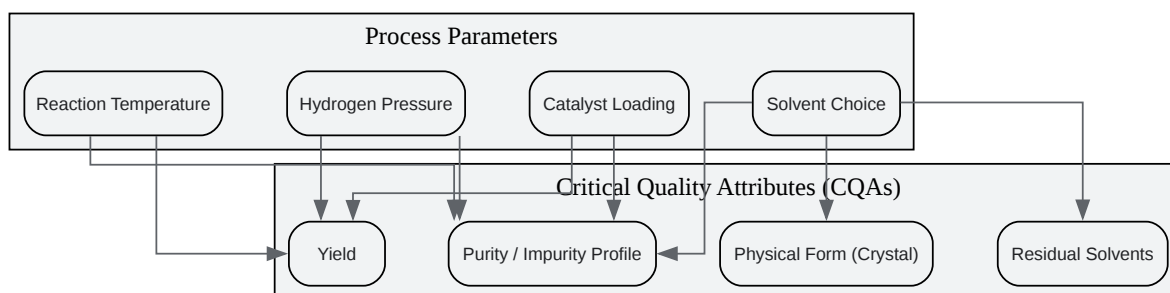 Process Parameters
Reaction Temperature
Hydrogen Pressure
Catalyst Loading
Solvent Choice
Critical Quality Attributes (CQAs)
Yield
Purity / Impurity Profile
Physical Form (Crystal)
Residual Solvents